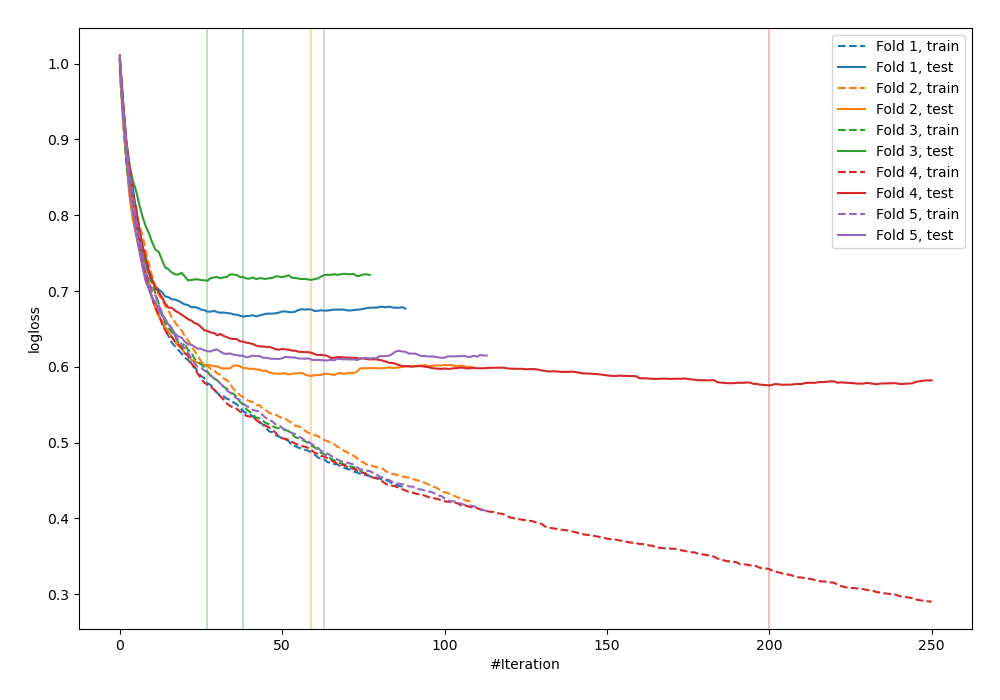 1.0
0.9
0.8
0.7
0.6
0.5
0.4
0.3
logloss
0
50
100
150
200
250
#Iteration
Fold 1, train
Fold 1, test
Fold 2, train
Fold 2, test
Fold 3, train
Fold 3, test
Fold 4, train
Fold 4, test
Fold 5, train
Fold 5, test